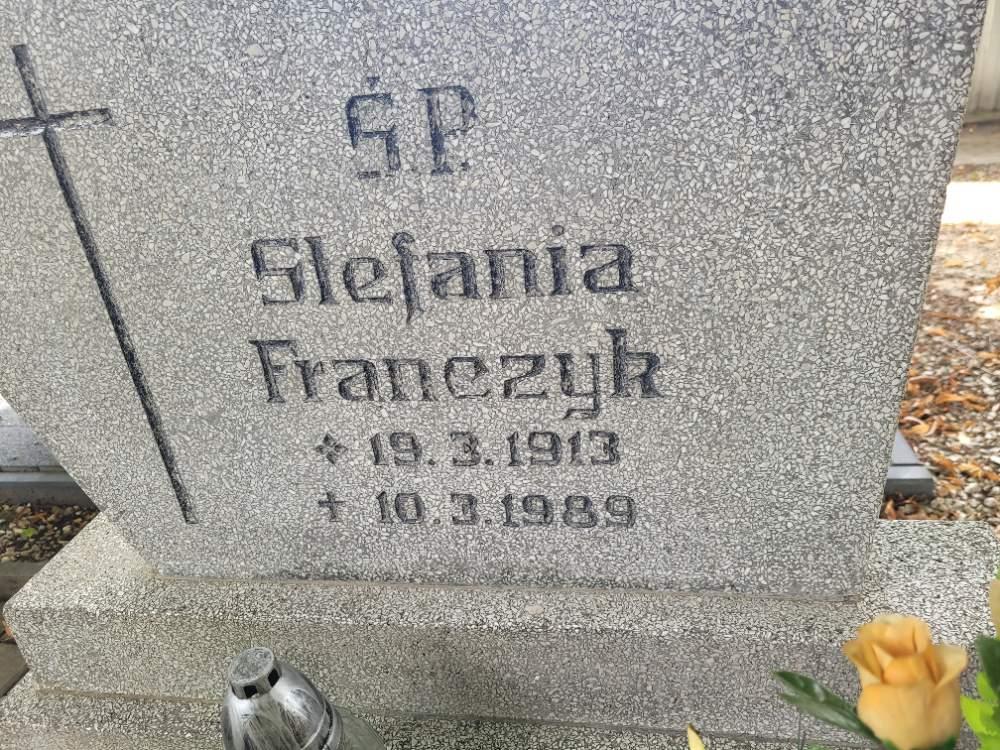 Ś.P.
Stefania
Franczyk
19.3.1913
✝ 10.3.1989